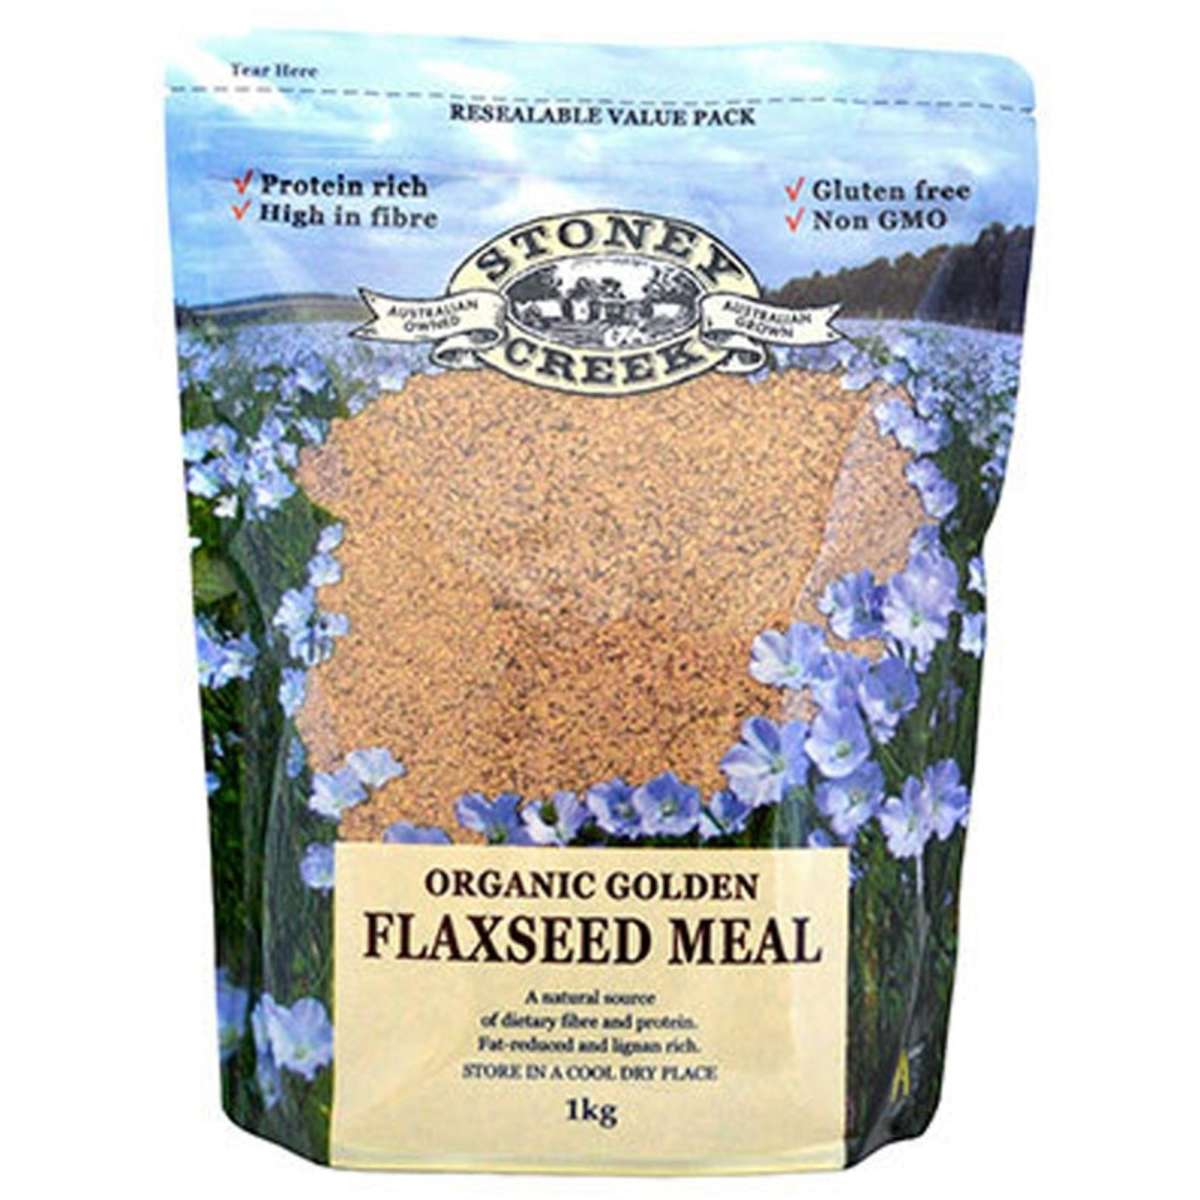 Tear Here
RESEALABLE VALUE PACK
Protein rich
High in fibre
Gluten free
Non GMO
STONEY
AUSTRALIAN
OWNED
AUSTRALIAN
GROWN
CREEK
ORGANIC GOLDEN
FLAXSEED MEAL
A natural source
of dietary fibre and protein.
Fat-reduced and lignan rich.
STORE IN A COOL DRY PLACE
1kg